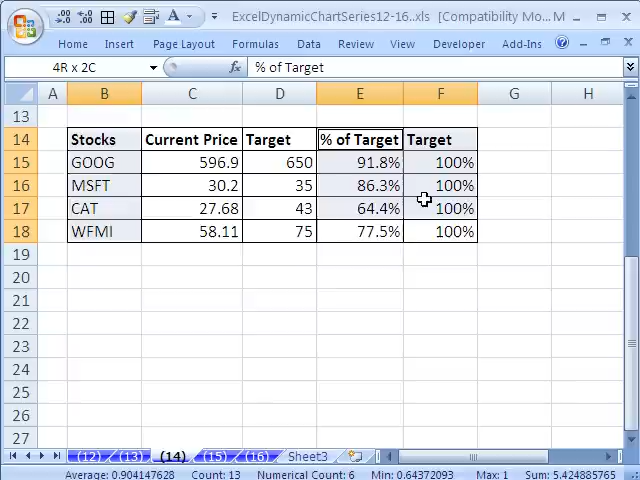 ExcelDynamicChartSeries12-16..xls [Compatibility Mo... M
Home Insert Page Layout Formulas Data Review View Developer Add-Ins
4R x 2C fx % of Target
A B C D E F G H
13
14 Stocks Current Price Target % of Target Target
15 GOOG 596.9 650 91.8% 100%
16 MSFT 30.2 35 86.3% 100%
17 CAT 27.68 43 64.4% 100%
18 WFMI 58.11 75 77.5% 100%
19
20
21
22
23
24
25
26
27
(12) (13) (14) (15) (16) Sheet3
Average: 0.904147628 Count: 13 Numerical Count: 6 Min: 0.64372093 Max: 1 Sum: 5.424885765